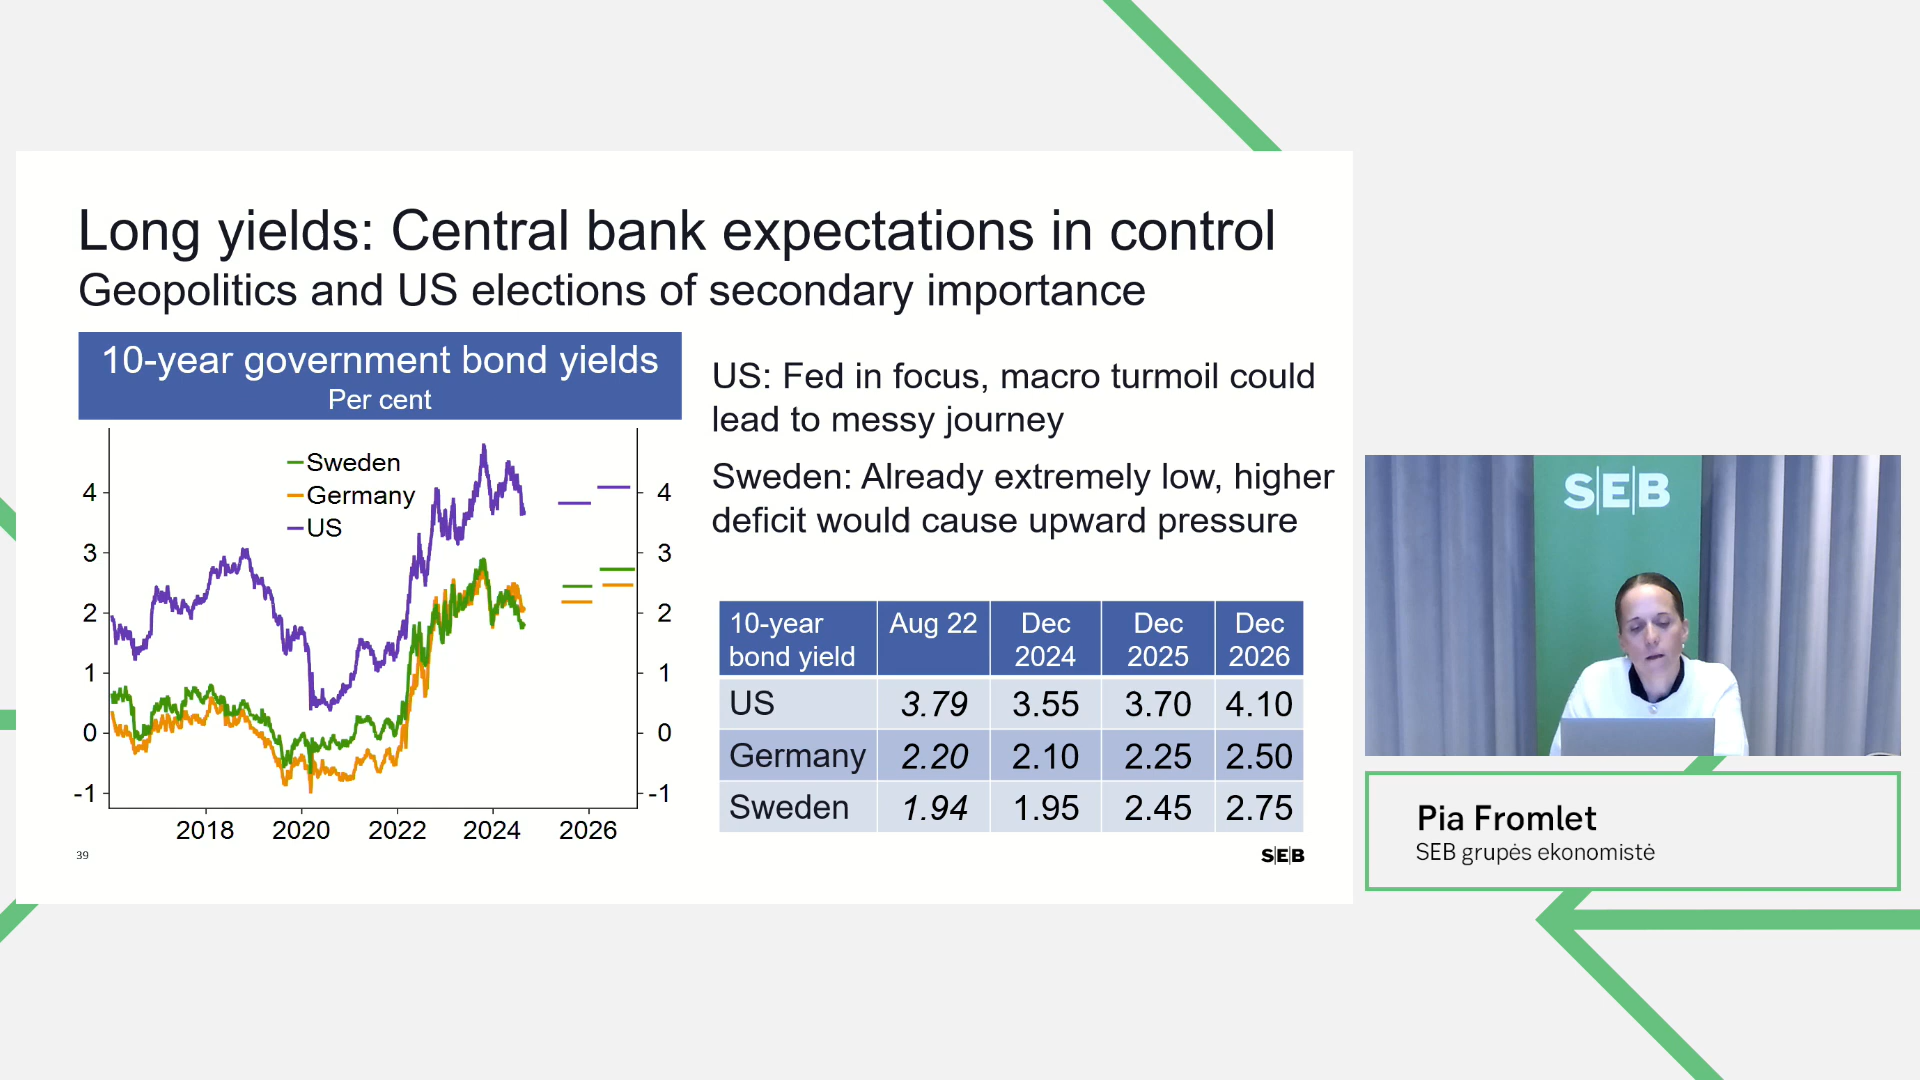 Long yields: Central bank expectations in control
Geopolitics and US elections of secondary importance
10-year government bond yields
Per cent
Sweden
Germany
US
4
3
2
1
0
-1
4
3
2
1
0
-1
2018 2020 2022 2024 2026
US: Fed in focus, macro turmoil could
lead to messy journey
Sweden: Already extremely low, higher
deficit would cause upward pressure
10-year Aug 22 Dec Dec Dec
bond yield 2024 2025 2026
US 3.79 3.55 3.70 4.10
Germany 2.20 2.10 2.25 2.50
Sweden 1.94 1.95 2.45 2.75
39
SEB
SEB
Pia Fromlet
SEB grupės ekonomistė